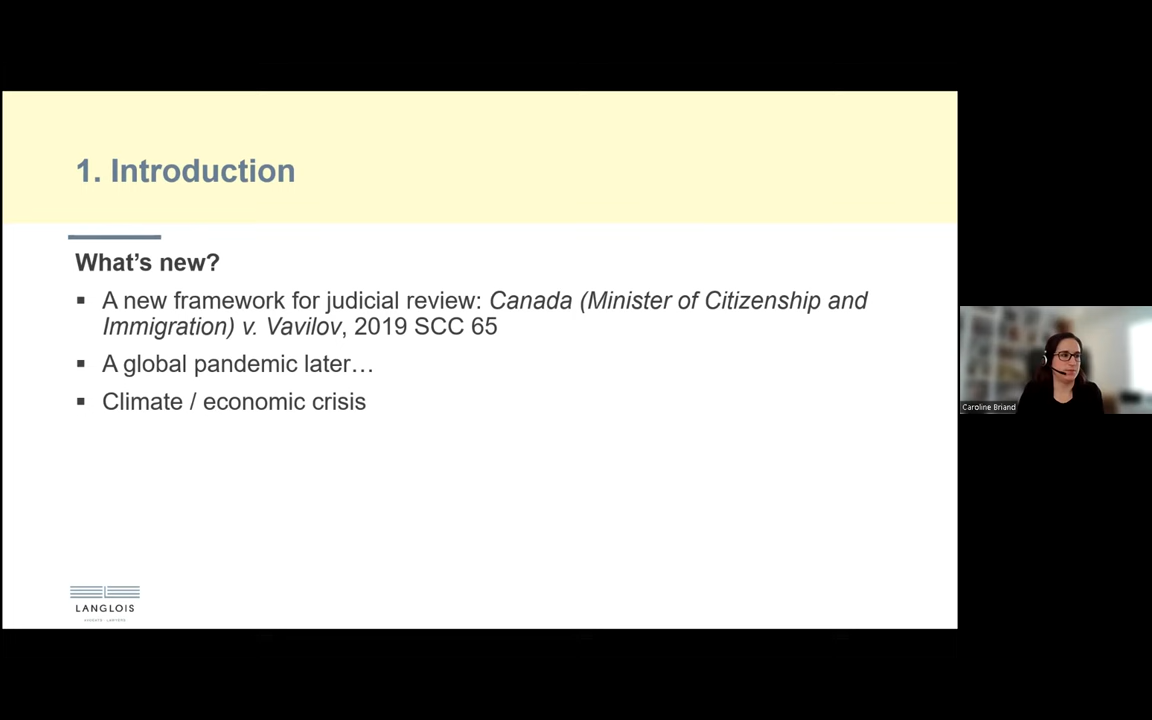 1. Introduction
What's new?
▪ A new framework for judicial review: Canada (Minister of Citizenship and
Immigration) v. Vavilov, 2019 SCC 65
▪ A global pandemic later…
▪ Climate / economic crisis
Caroline Briand
LANGLOIS